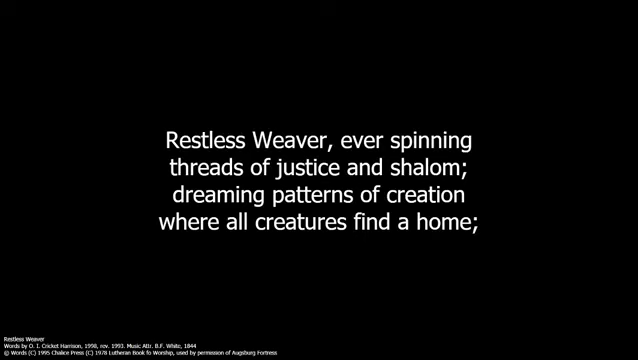 Restless Weaver, ever spinning
threads of justice and shalom;
dreaming patterns of creation
where all creatures find a home;
Restless Weaver
Words by O. I. Cricket Harrison, 1998, rev. 1993. Music Attr. B.F. White, 1844
© Words (C) 1995 Chalice Press (C) 1978 Lutheran Book fo Worship, used by permission of Augsburg Fortress